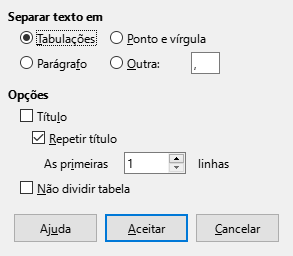 Separar texto em
Tabulações Ponto e vírgula
Parágrafo Outra: ,
Opções
Título
Repetir título
As primeiras 1 linhas
Não dividir tabela
Ajuda Aceitar Cancelar